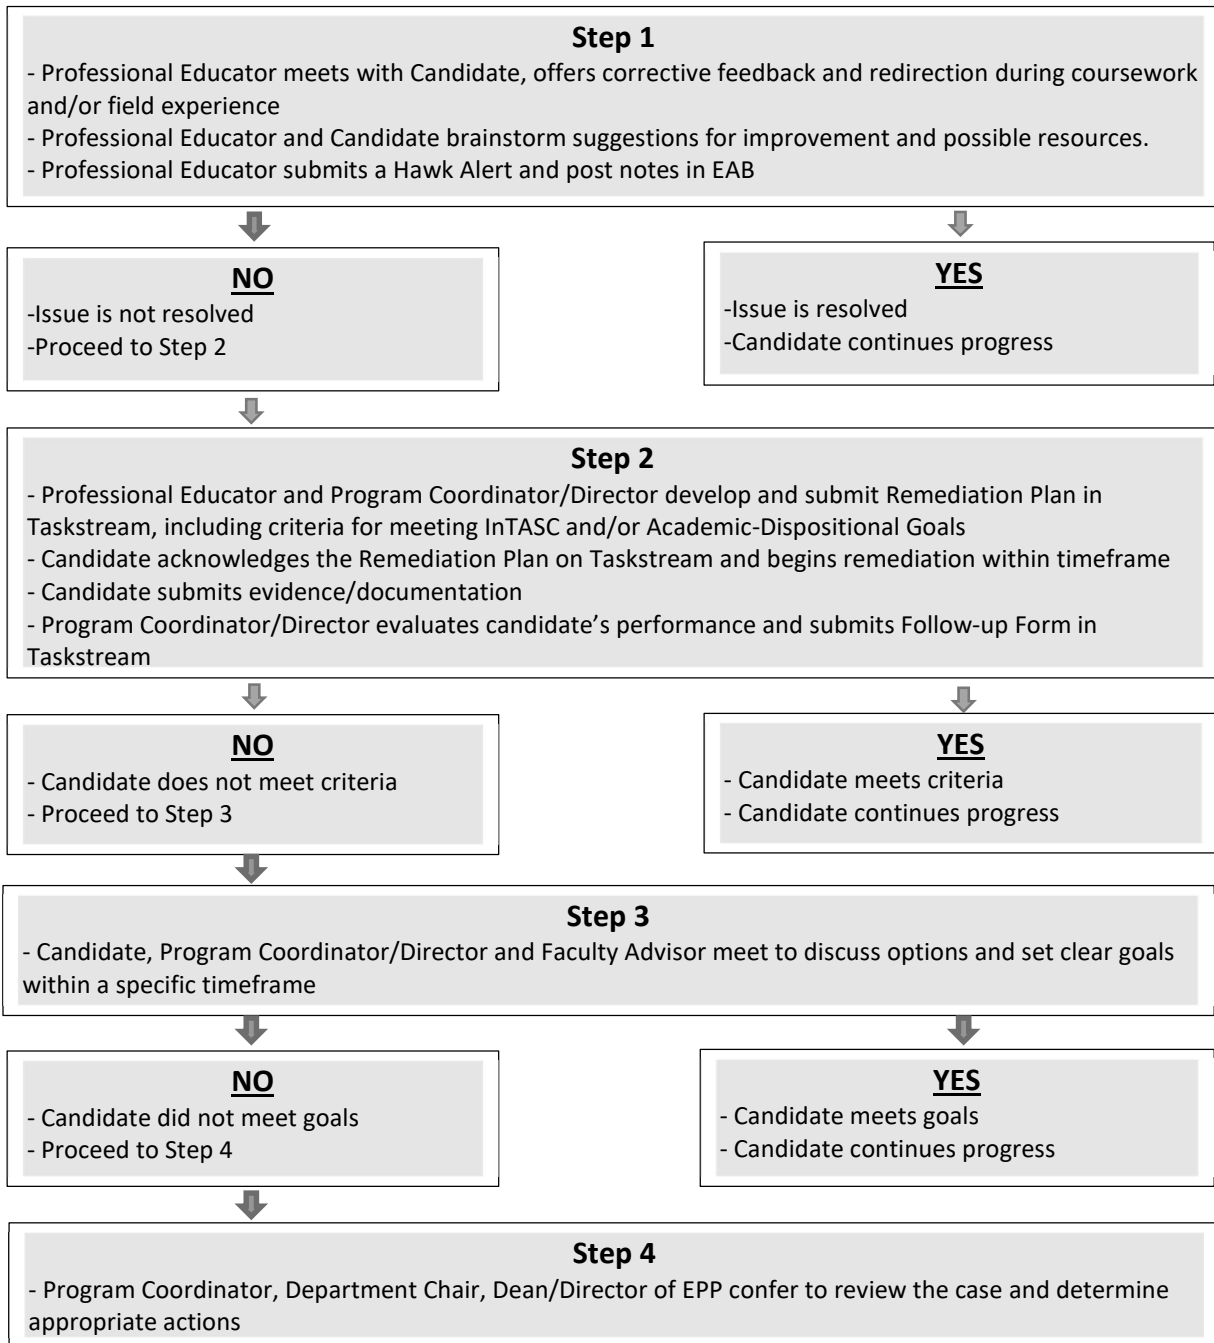 Step 1
- Professional Educator meets with Candidate, offers corrective feedback and redirection during coursework
and/or field experience
- Professional Educator and Candidate brainstorm suggestions for improvement and possible resources.
- Professional Educator submits a Hawk Alert and post notes in EAB
NO
-Issue is not resolved
-Proceed to Step 2
YES
-Issue is resolved
-Candidate continues progress
Step 2
- Professional Educator and Program Coordinator/Director develop and submit Remediation Plan in
Taskstream, including criteria for meeting InTASC and/or Academic-Dispositional Goals
- Candidate acknowledges the Remediation Plan on Taskstream and begins remediation within timeframe
- Candidate submits evidence/documentation
- Program Coordinator/Director evaluates candidate’s performance and submits Follow-up Form in
Taskstream
NO
- Candidate does not meet criteria
- Proceed to Step 3
YES
- Candidate meets criteria
- Candidate continues progress
Step 3
- Candidate, Program Coordinator/Director and Faculty Advisor meet to discuss options and set clear goals
within a specific timeframe
NO
- Candidate did not meet goals
- Proceed to Step 4
YES
- Candidate meets goals
- Candidate continues progress
Step 4
- Program Coordinator, Department Chair, Dean/Director of EPP confer to review the case and determine
appropriate actions